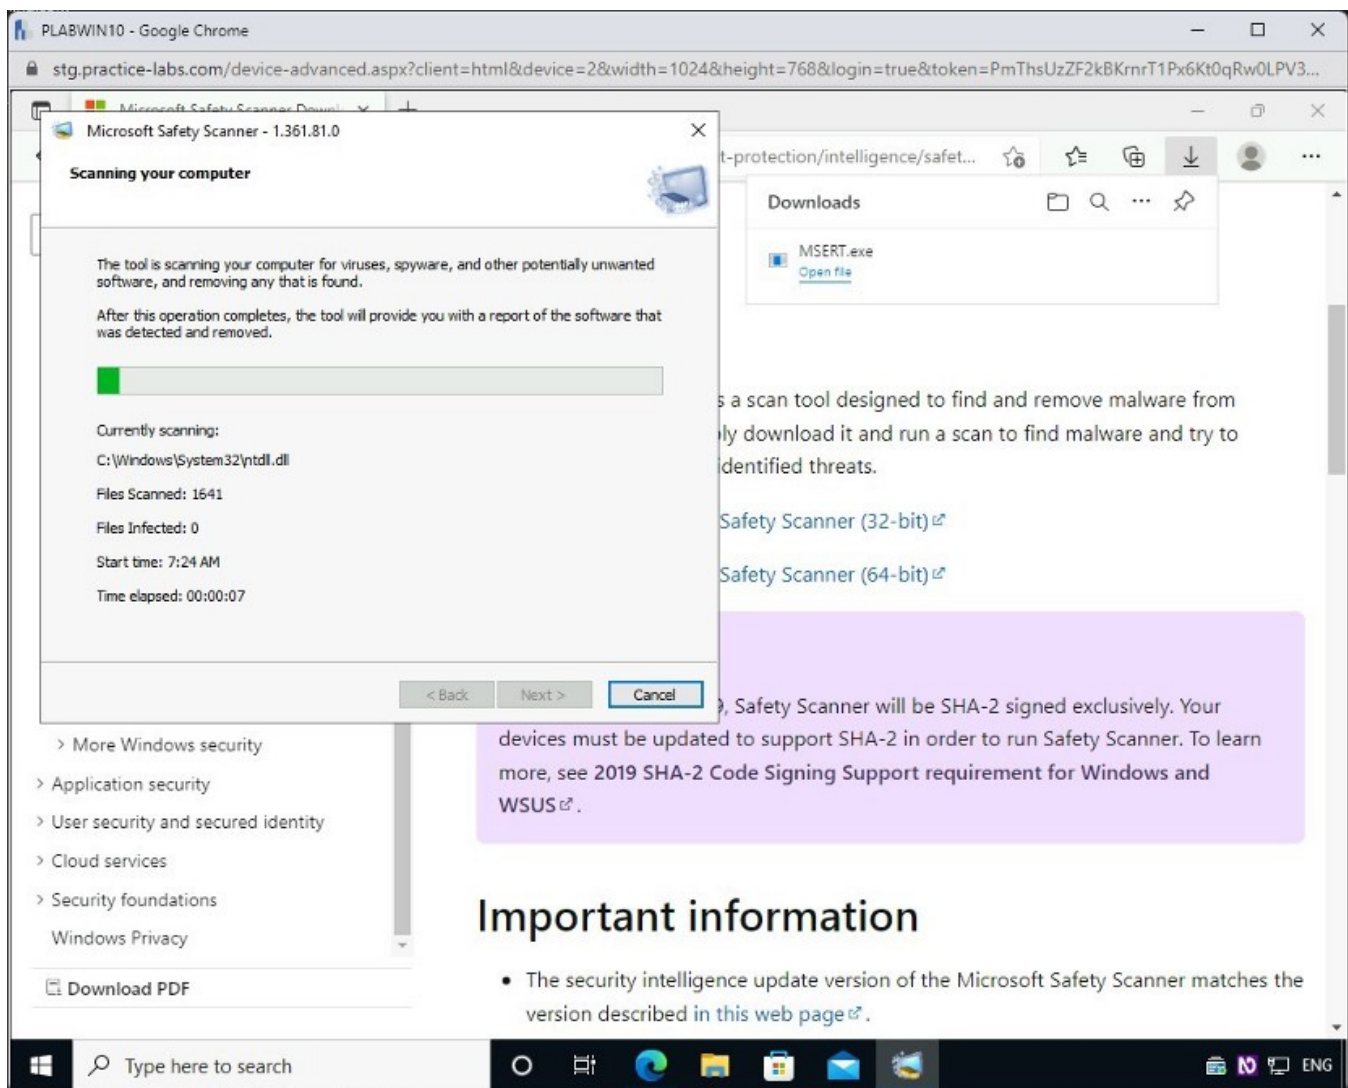 PLABWIN10 - Google Chrome
stg.practice-labs.com/device-advanced.aspx?client=html&device=2&width=1024&height=768&login=true&token=PmThsUzZF2kBKrnrT1Px6Kt0qRw0LPV3...
Microsoft Safety Scanner Downl
Microsoft Safety Scanner - 1.361.81.0
Scanning your computer
The tool is scanning your computer for viruses, spyware, and other potentially unwanted
software, and removing any that is found.
After this operation completes, the tool will provide you with a report of the software that
was detected and removed.
Currently scanning:
C:\Windows\System32\ntdll.dll
Files Scanned: 1641
Files Infected: 0
Start time: 7:24 AM
Time elapsed: 00:00:07
< Back Next > Cancel
t-protection/intelligence/safet...
Downloads
MSERT.exe
Open file
s a scan tool designed to find and remove malware from
ly download it and run a scan to find malware and try to
identified threats.
Safety Scanner (32-bit)
Safety Scanner (64-bit)
9, Safety Scanner will be SHA-2 signed exclusively. Your
devices must be updated to support SHA-2 in order to run Safety Scanner. To learn
more, see 2019 SHA-2 Code Signing Support requirement for Windows and
WSUS .
> More Windows security
> Application security
> User security and secured identity
> Cloud services
> Security foundations
Windows Privacy
Download PDF
Important information
• The security intelligence update version of the Microsoft Safety Scanner matches the
version described in this web page .
Type here to search
ENG